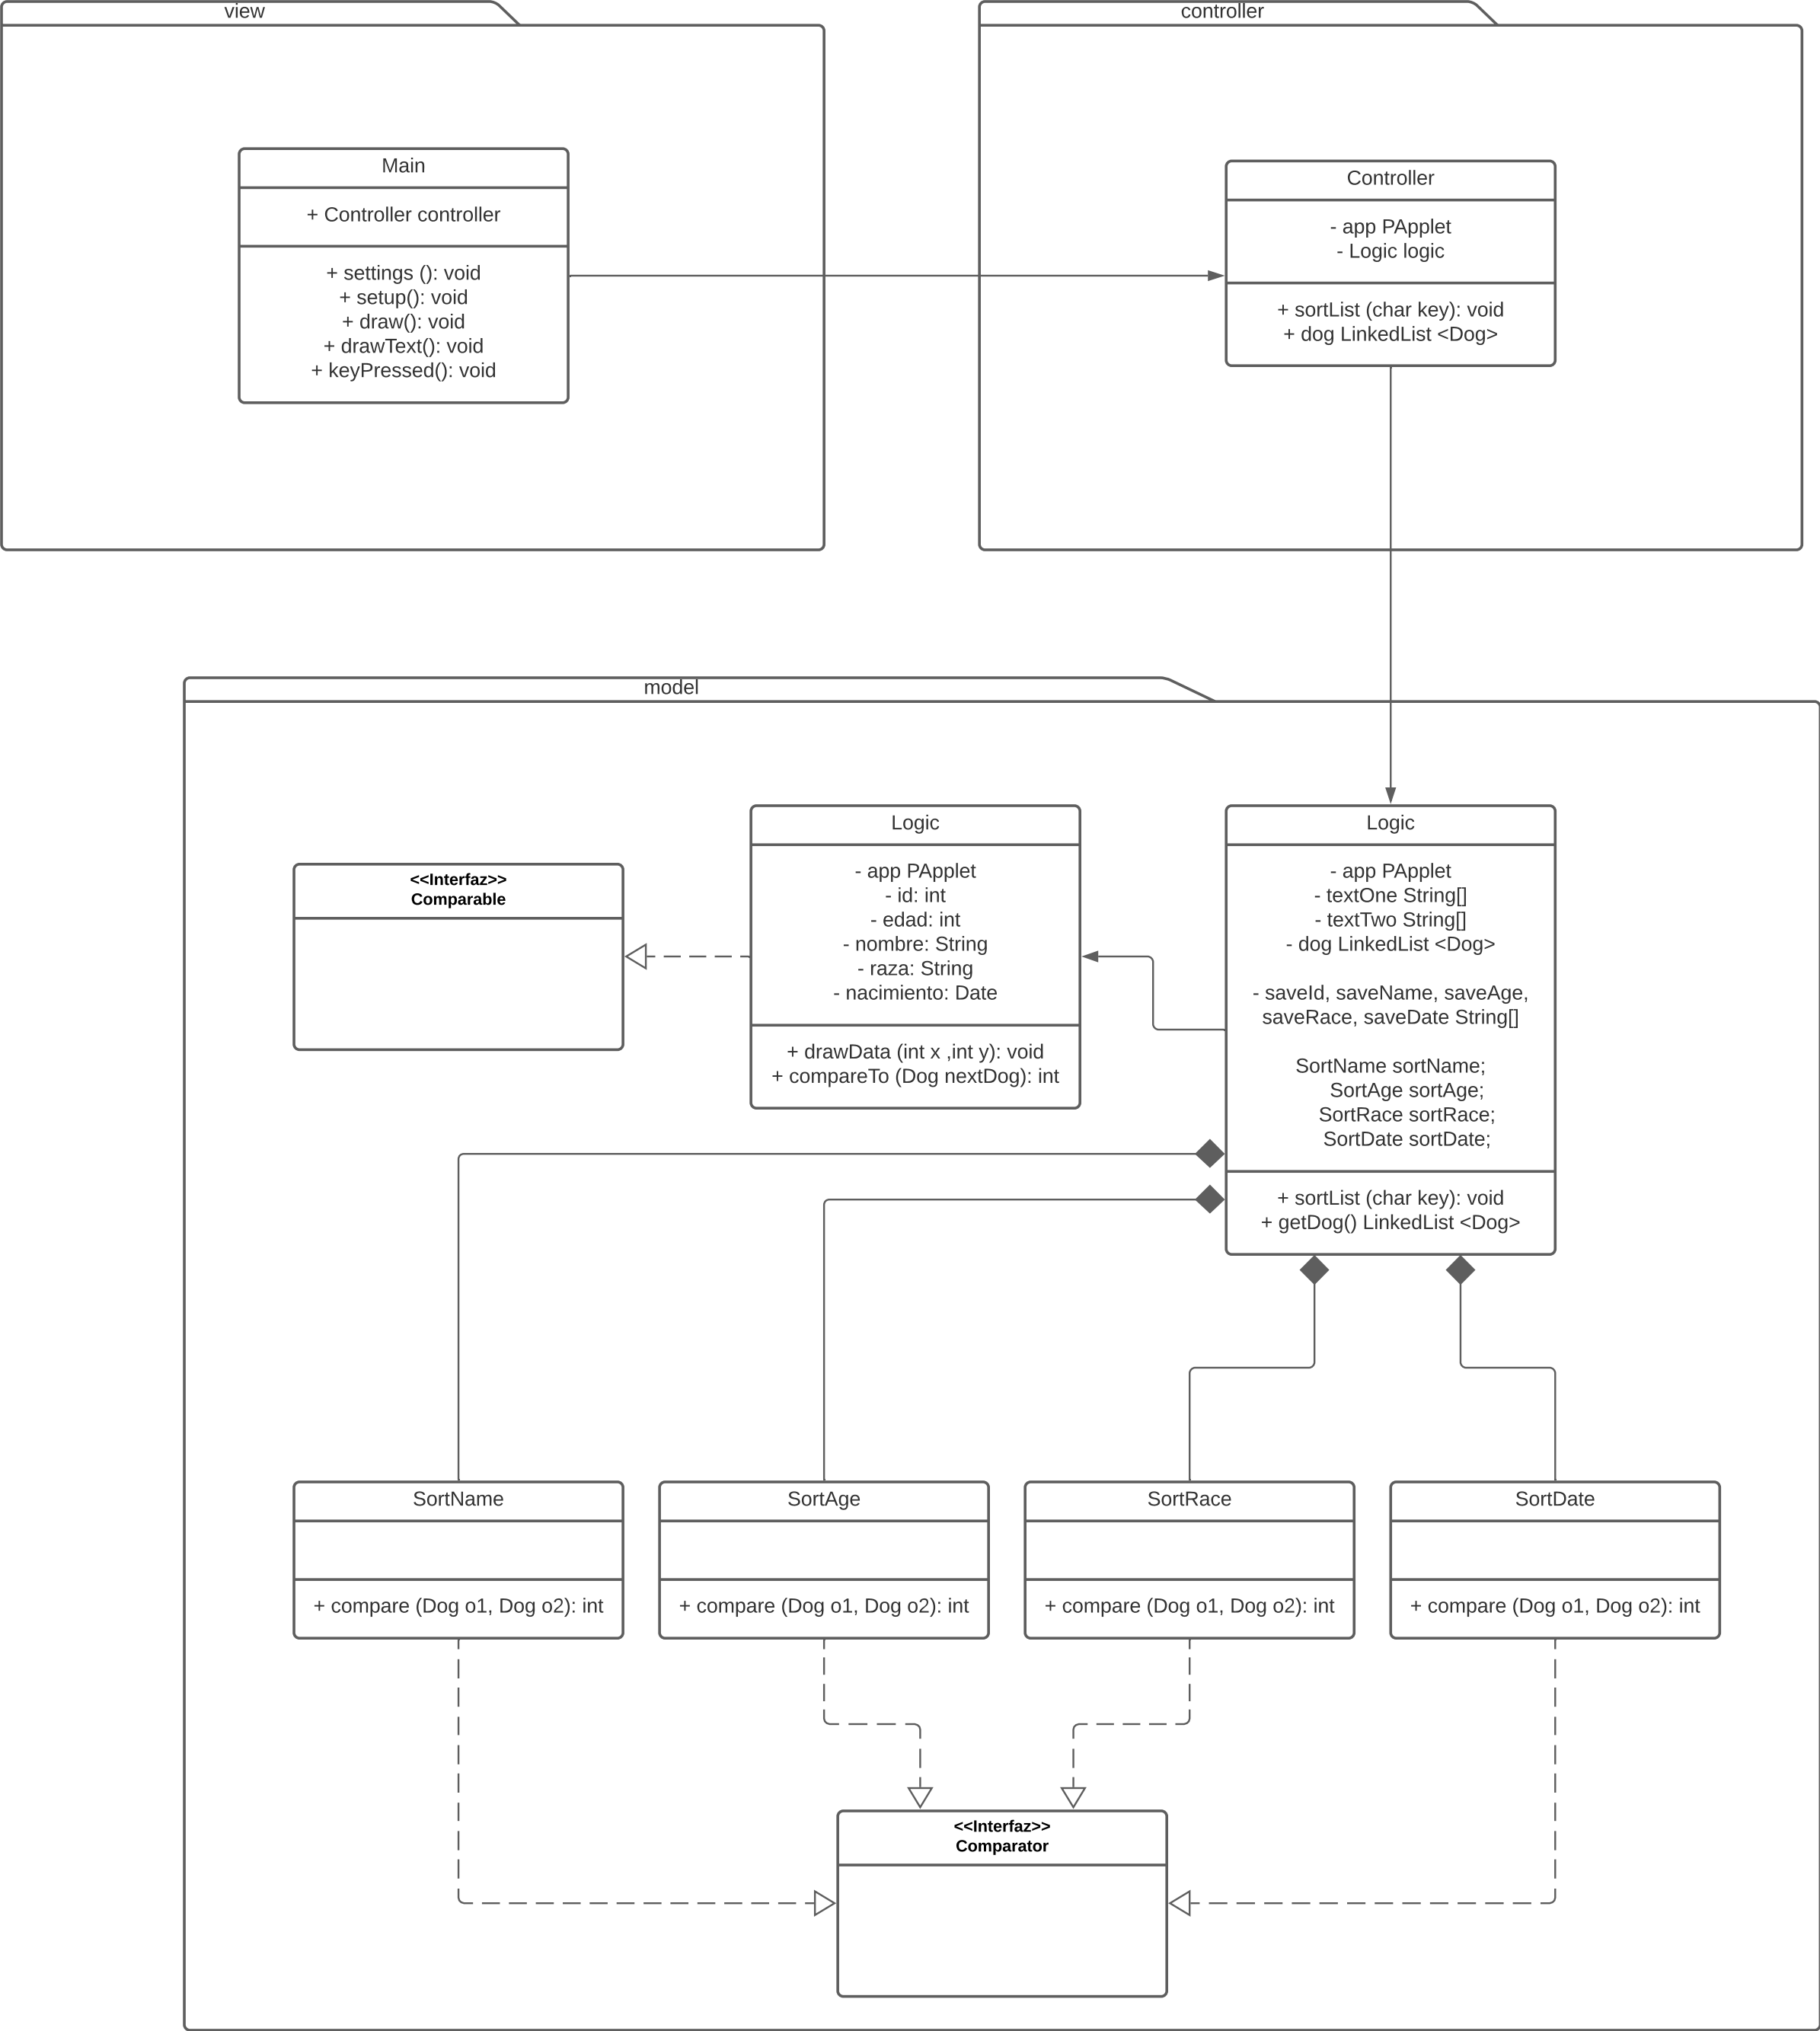 view
controller
Main
+ Controller controller
+ settings (): void
+ setup(): void
+ draw(): void
+ drawText(): void
+ keyPressed(): void
Controller
- app PApplet
- Logic logic
+ sortList (char key): void
+ dog LinkedList <Dog>
model
<<Interfaz>>
Comparable
Logic
- app PApplet
- id: int
- edad: int
- nombre: String
- raza: String
- nacimiento: Date
+ drawData (int x ,int y): void
+ compareTo (Dog nextDog): int
Logic
- app PApplet
- textOne String[]
- textTwo String[]
- dog LinkedList <Dog>
- saveId, saveName, saveAge,
saveRace, saveDate String[]
SortName sortName;
SortAge sortAge;
SortRace sortRace;
SortDate sortDate;
+ sortList (char key): void
+ getDog() LinkedList <Dog>
SortName
+ compare (Dog o1, Dog o2): int
SortAge
+ compare (Dog o1, Dog o2): int
SortRace
+ compare (Dog o1, Dog o2): int
SortDate
+ compare (Dog o1, Dog o2): int
<<Interfaz>>
Comparator